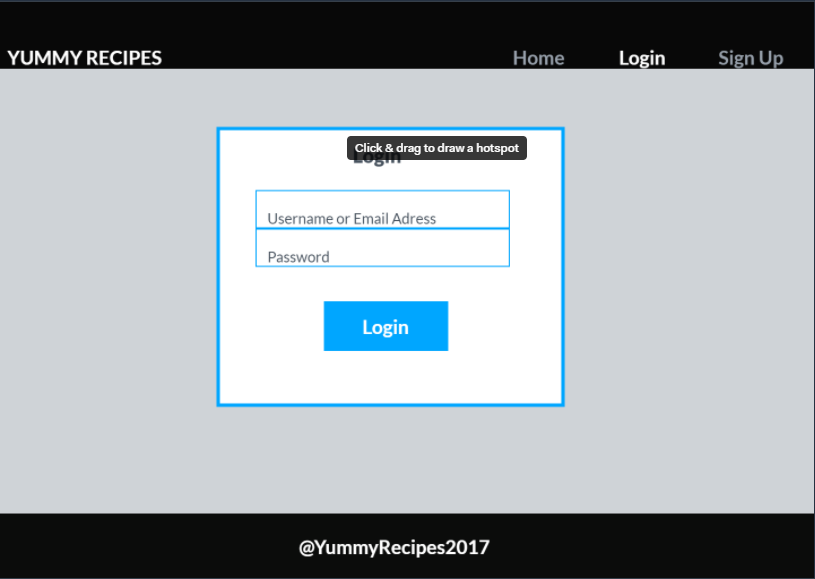 YUMMY RECIPES Home Login Sign Up
Click & drag to draw a hotspot
Login
Username or Email Adress
Password
Login
@YummyRecipes2017